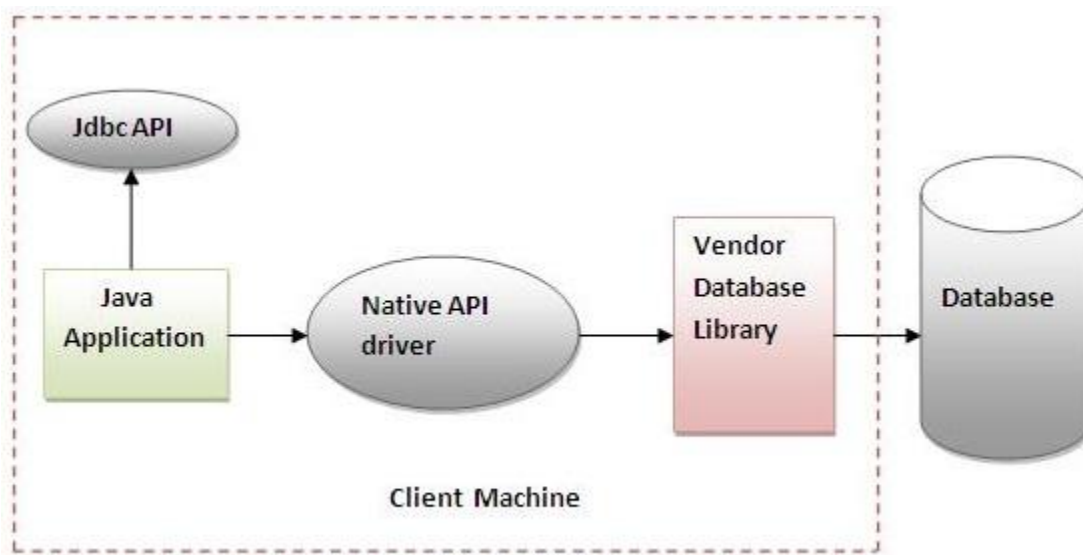 Jdbc API
Java
Application
Native API
driver
Vendor
Database
Library
Database
Client Machine